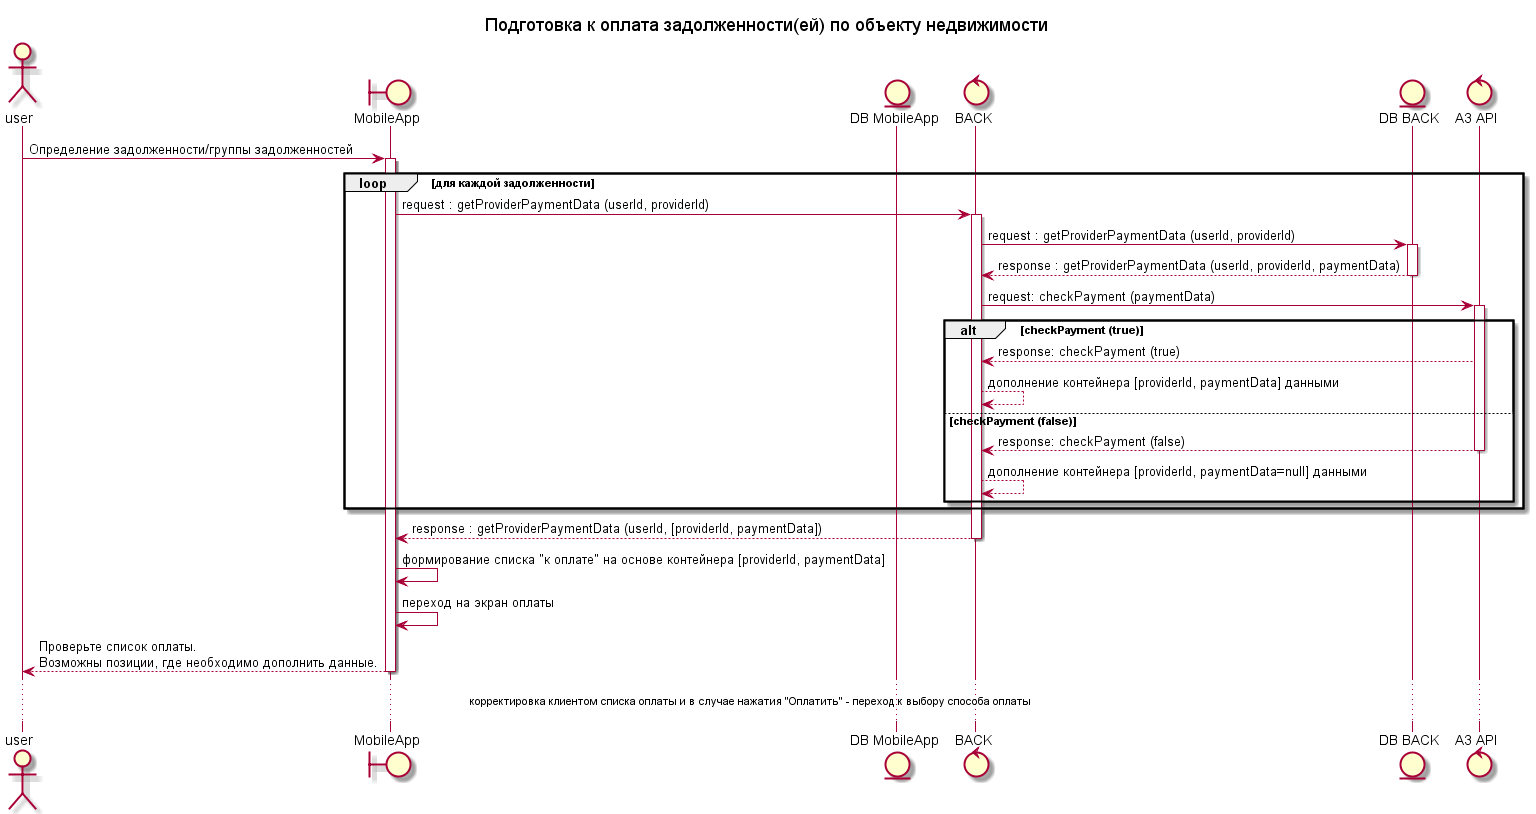 Подготовка к оплата задолженности(ей) по объекту недвижимости
user
MobileApp
DB MobileApp
BACK
DB BACK
A3 API
Определение задолженности/группы задолженностей
loop
[для каждой задолженности]
request : getProviderPaymentData (userId, providerId)
request : getProviderPaymentData (userId, providerId)
response : getProviderPaymentData (userId, providerId, paymentData)
request: checkPayment (paymentData)
alt
[checkPayment (true)]
response: checkPayment (true)
дополнение контейнера [providerId, paymentData] данными
[checkPayment (false)]
response: checkPayment (false)
дополнение контейнера [providerId, paymentData=null] данными
response : getProviderPaymentData (userId, [providerId, paymentData])
формирование списка "к оплате" на основе контейнера [providerId, paymentData]
переход на экран оплаты
Проверьте список оплаты.
Возможны позиции, где необходимо дополнить данные.
корректировка клиентом списка оплаты и в случае нажатия "Оплатить" - переход к выбору способа оплаты
user
MobileApp
DB MobileApp
BACK
DB BACK
A3 API